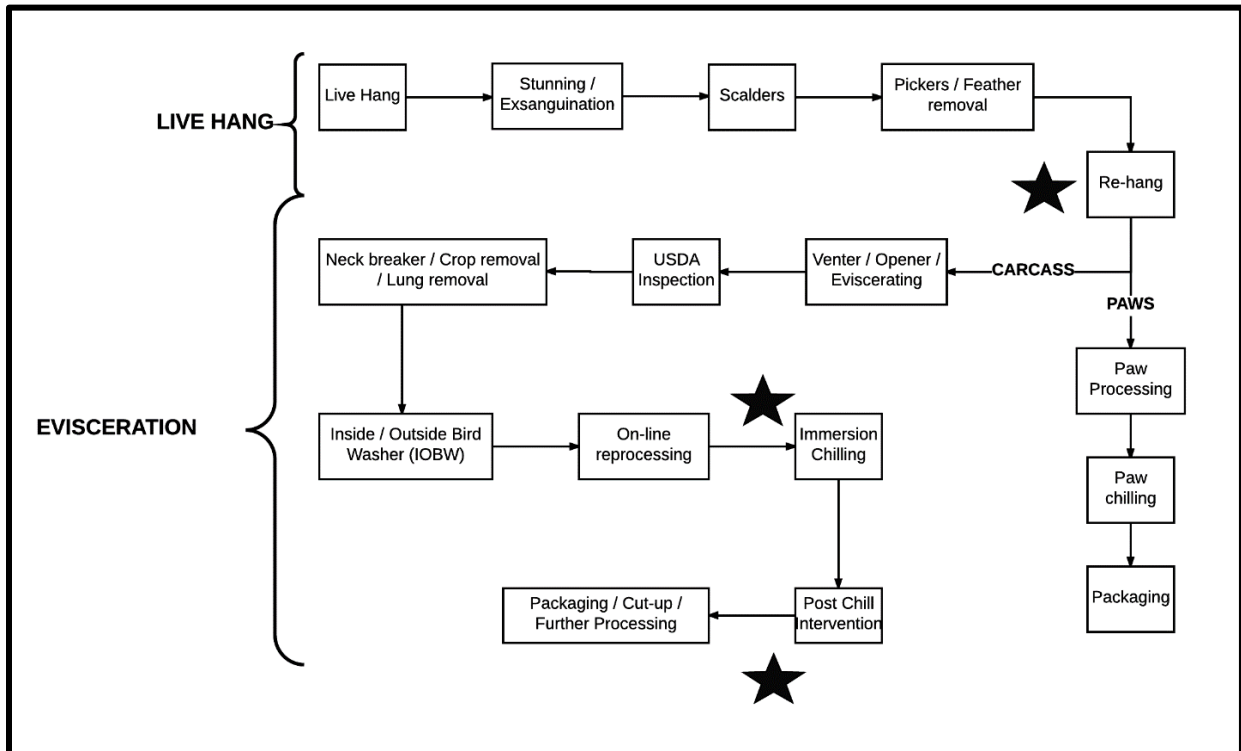 LIVE HANG
Live Hang
Stunning /
Exsanguination
Scalders
Pickers / Feather
removal
Re-hang
EVISCERATION
CARCASS
PAWS
Venter / Opener /
Eviscerating
USDA
Inspection
Neck breaker / Crop removal
/ Lung removal
Inside / Outside Bird
Washer (IOBW)
On-line
reprocessing
Immersion
Chilling
Post Chill
Intervention
Packaging / Cut-up /
Further Processing
Paw
Processing
Paw
chilling
Packaging